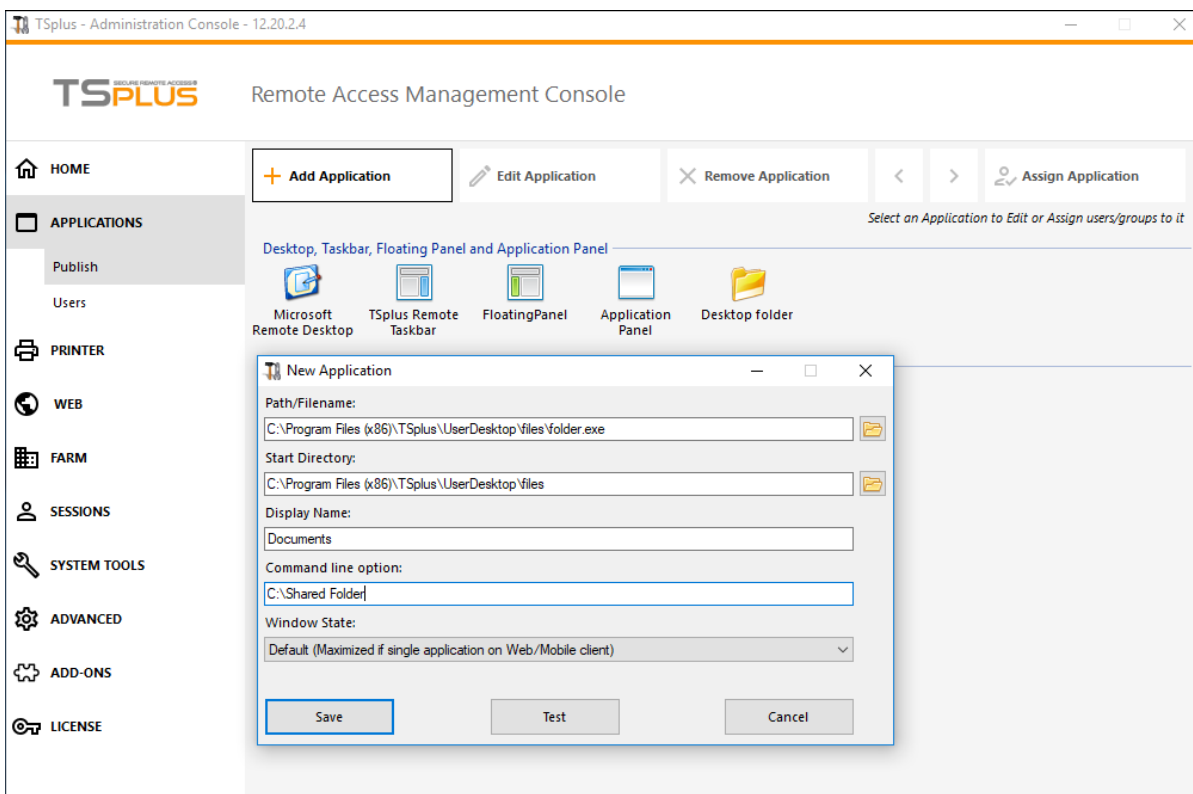 TSplus - Administration Console - 12.20.2.4
SECURE REMOTE ACCESS®
TSPLUS
Remote Access Management Console
HOME
APPLICATIONS
Publish
Users
PRINTER
WEB
FARM
SESSIONS
SYSTEM TOOLS
ADVANCED
ADD-ONS
LICENSE
Add Application
Edit Application
Remove Application
Assign Application
Select an Application to Edit or Assign users/groups to it
Desktop, Taskbar, Floating Panel and Application Panel
Microsoft
Remote Desktop
TSplus Remote
Taskbar
FloatingPanel
Application
Panel
Desktop folder
New Application
Path/Filename:
C:\Program Files (x86)\TSplus\UserDesktop\files\folder.exe
Start Directory:
C:\Program Files (x86)\TSplus\UserDesktop\files
Display Name:
Documents
Command line option:
C:\Shared Folder
Window State:
Default (Maximized if single application on Web/Mobile client)
Save
Test
Cancel